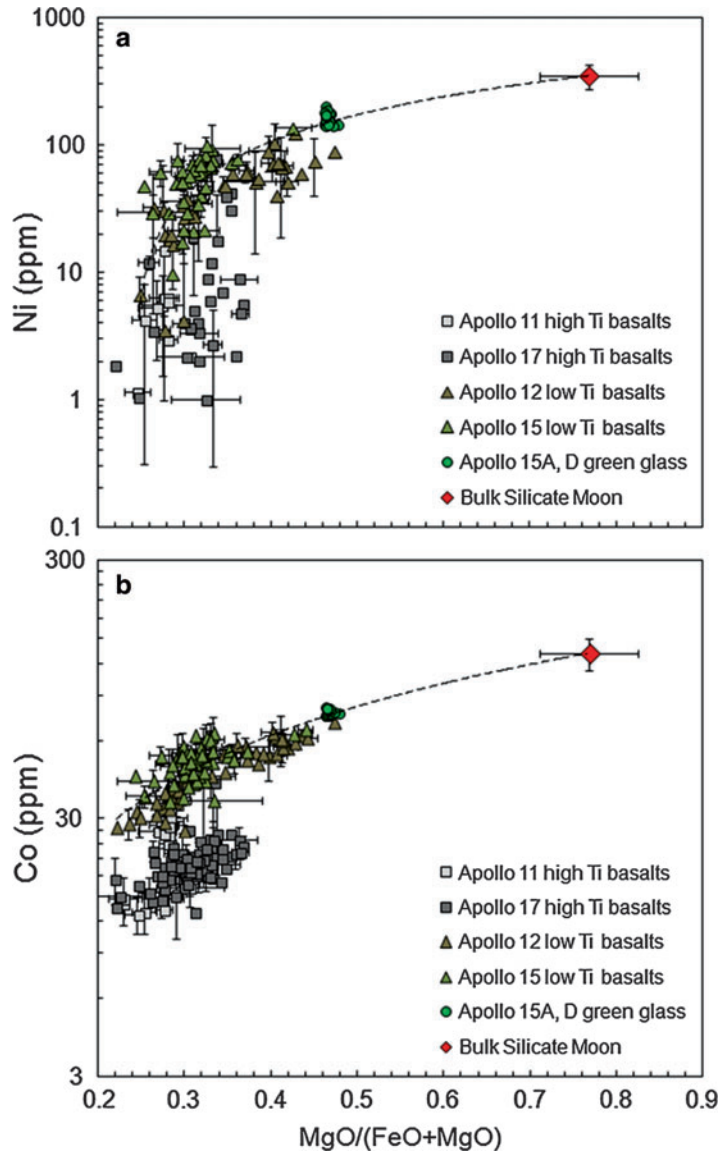 a
1000
100
10
1
0.1
Ni (ppm)
Apollo 11 high Ti basalts
Apollo 17 high Ti basalts
Apollo 12 low Ti basalts
Apollo 15 low Ti basalts
Apollo 15A, D green glass
Bulk Silicate Moon
b
300
30
3
Co (ppm)
Apollo 11 high Ti basalts
Apollo 17 high Ti basalts
Apollo 12 low Ti basalts
Apollo 15 low Ti basalts
Apollo 15A, D green glass
Bulk Silicate Moon
0.2 0.3 0.4 0.5 0.6 0.7 0.8 0.9
MgO/(FeO+MgO)